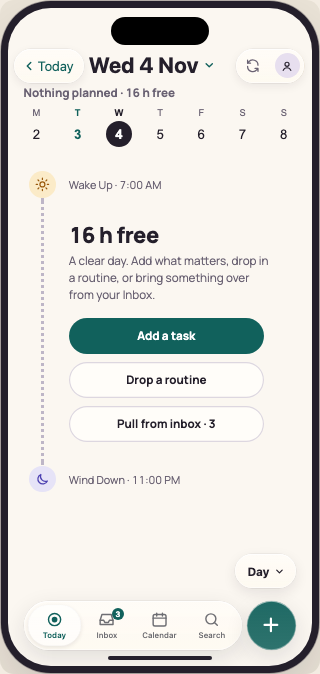 Today
Wed 4 Nov
Nothing planned · 16 h free
M T W T F S S
2 3 4 5 6 7 8
Wake Up · 7:00 AM
16 h free
A clear day. Add what matters, drop in
a routine, or bring something over
from your Inbox.
Add a task
Drop a routine
Pull from inbox · 3
Wind Down · 11:00 PM
Day
3
Today Inbox Calendar Search